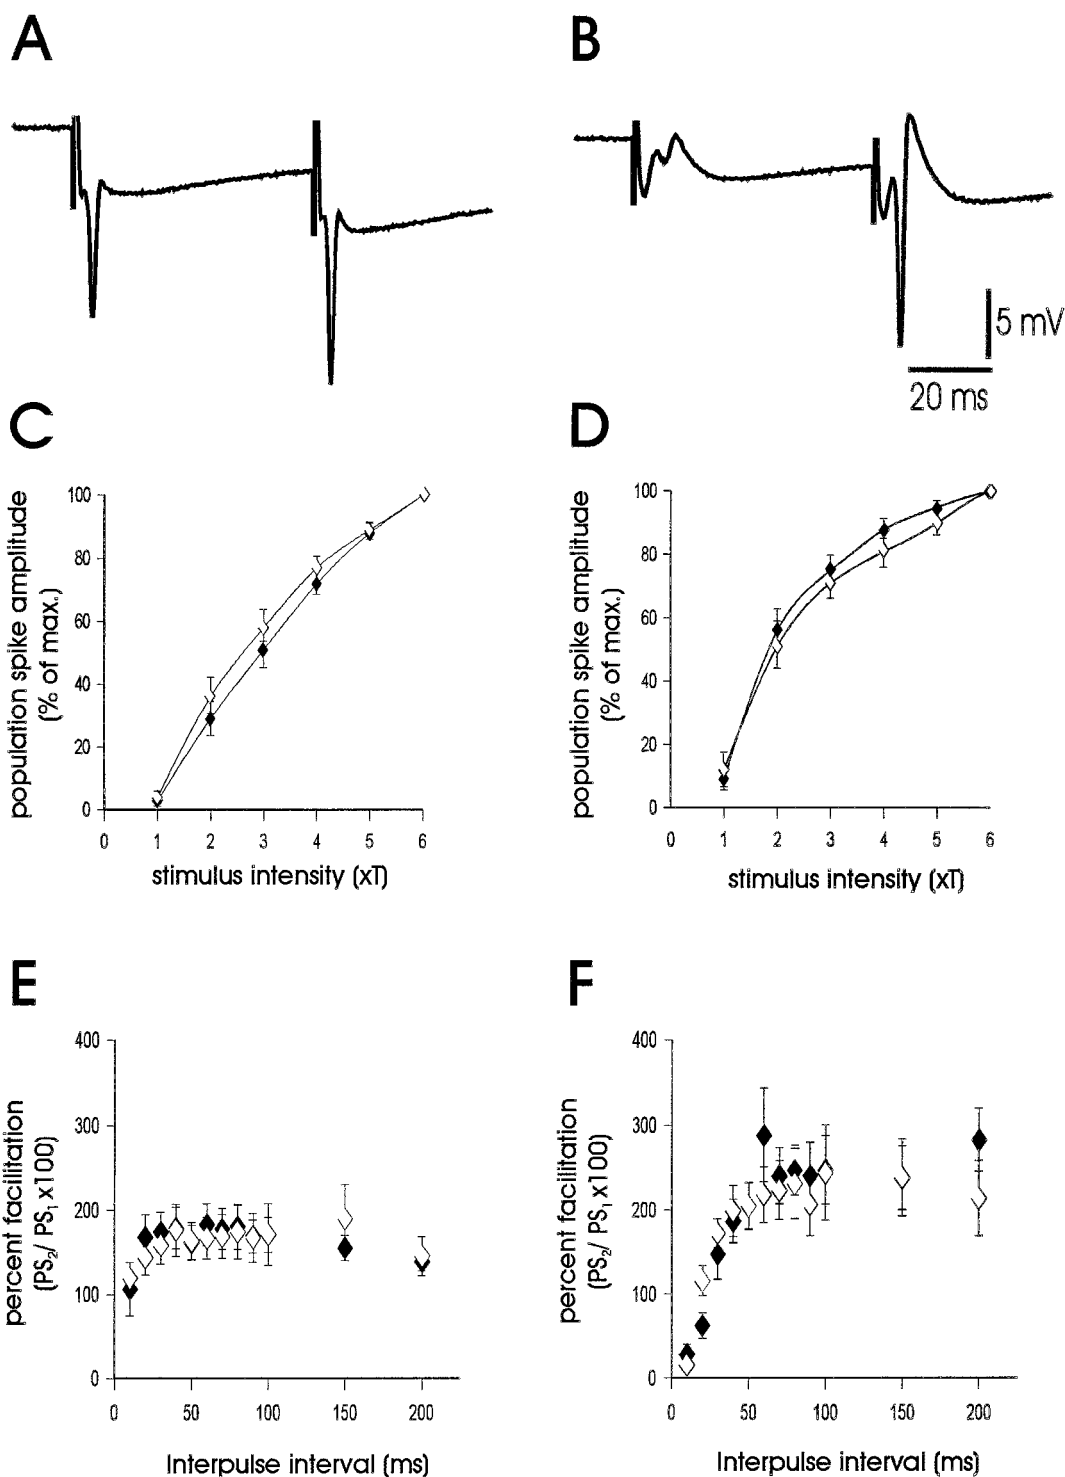 A
B
5 mV
20 ms
C
D
population spike amplitude
(% of max.)
100
80
60
40
20
0
0 1 2 3 4 5 6
stimulus intensity (xT)
population spike amplitude
(% of max.)
100
80
60
40
20
0
0 1 2 3 4 5 6
stimulus intensity (xT)
E
F
percent facilitation
(PS2/ PS1 x100)
400
300
200
100
0
0 50 100 150 200
Interpulse interval (ms)
percent facilitation
(PS2/ PS1 x100)
400
300
200
100
0
0 50 100 150 200
Interpulse interval (ms)